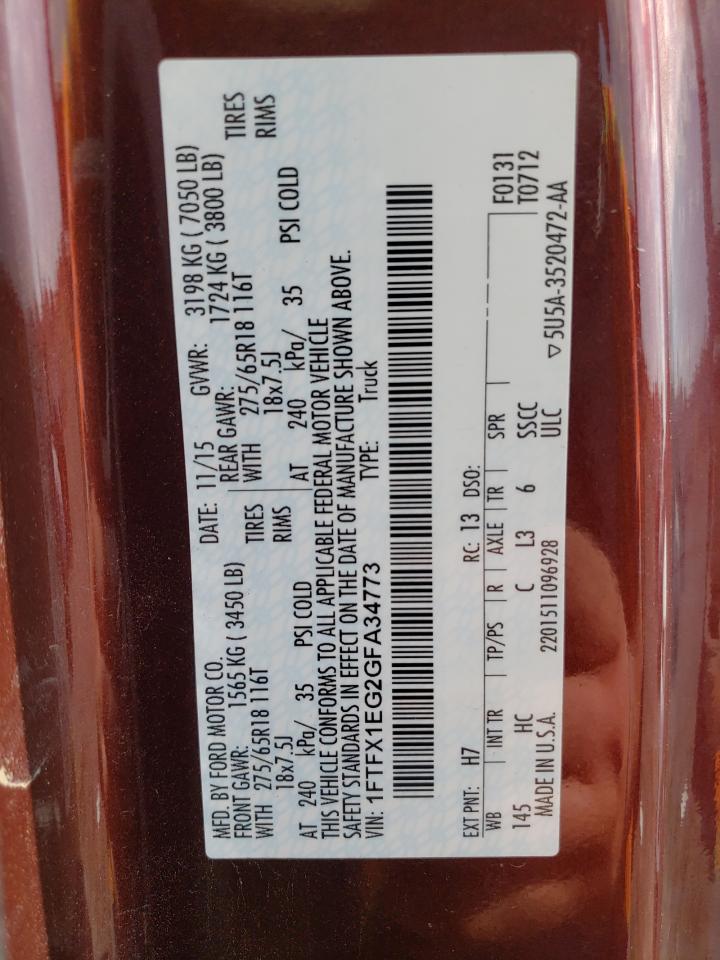 MFD. BY FORD MOTOR CO.
DATE: 11/15 GVWR: 3198 KG ( 7050 LB)
FRONT GAWR: 1565 KG ( 3450 LB) REAR GAWR: 1724 KG ( 3800 LB)
WITH 275/65R18 116T TIRES WITH 275/65R18 116T TIRES
18x7.5J RIMS 18x7.5J RIMS
AT 240 kPa/ 35 PSI COLD AT 240 kPa/ 35 PSI COLD
THIS VEHICLE CONFORMS TO ALL APPLICABLE FEDERAL MOTOR VEHICLE
SAFETY STANDARDS IN EFFECT ON THE DATE OF MANUFACTURE SHOWN ABOVE.
VIN: 1FTFX1EG2GFA34773 TYPE: Truck
EXT PNT: H7 RC: 13 DSO: F0131
WB INT TR TP/PS R AXLE TR SPR T0712
145 HC C L3 6 SSCC
MADE IN U.S.A. 2201511096928 ULC ▽5U5A-3520472-AA